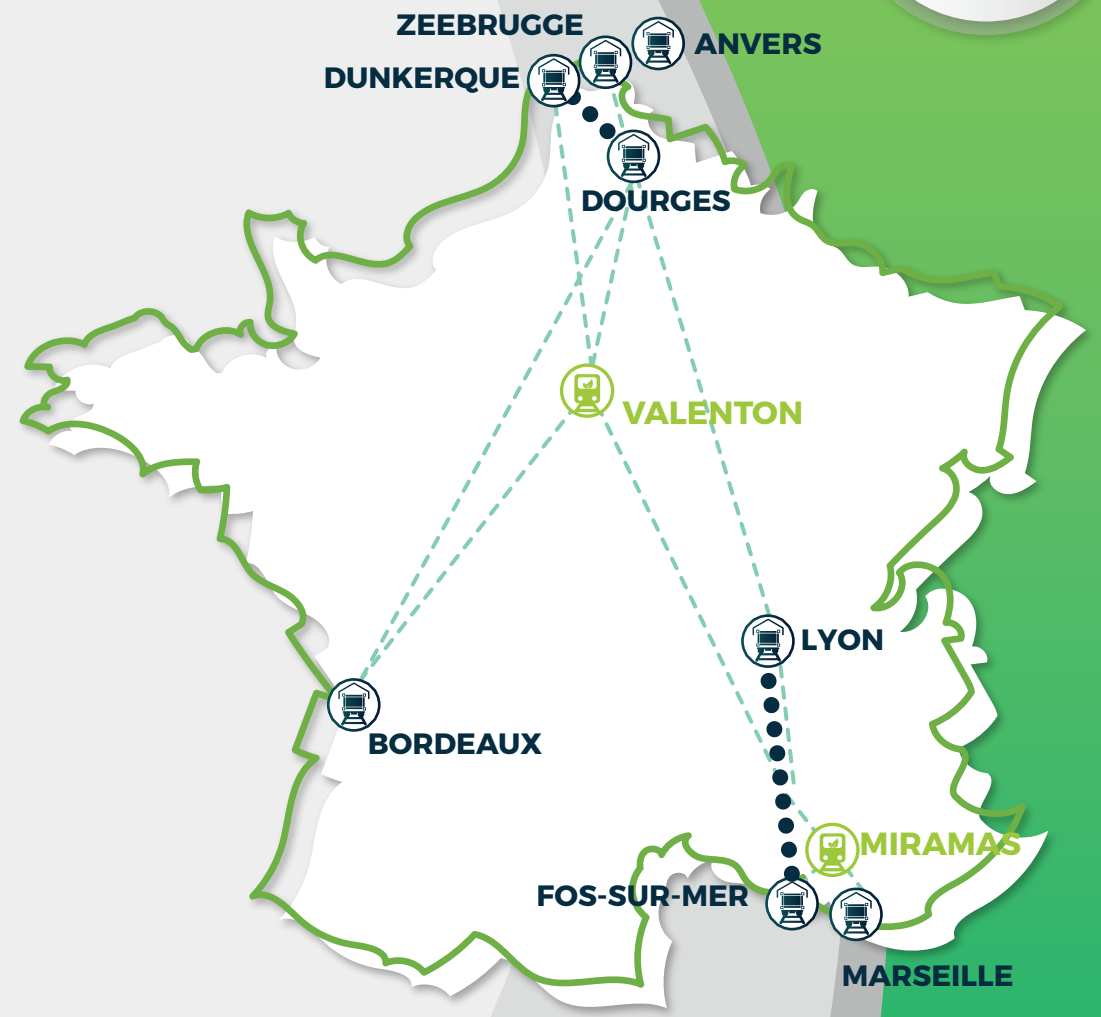 ZEEBRUGGE
ANVERS
DUNKERQUE
DOURGES
VALENTON
LYON
BORDEAUX
MIRAMAS
FOS-SUR-MER
MARSEILLE